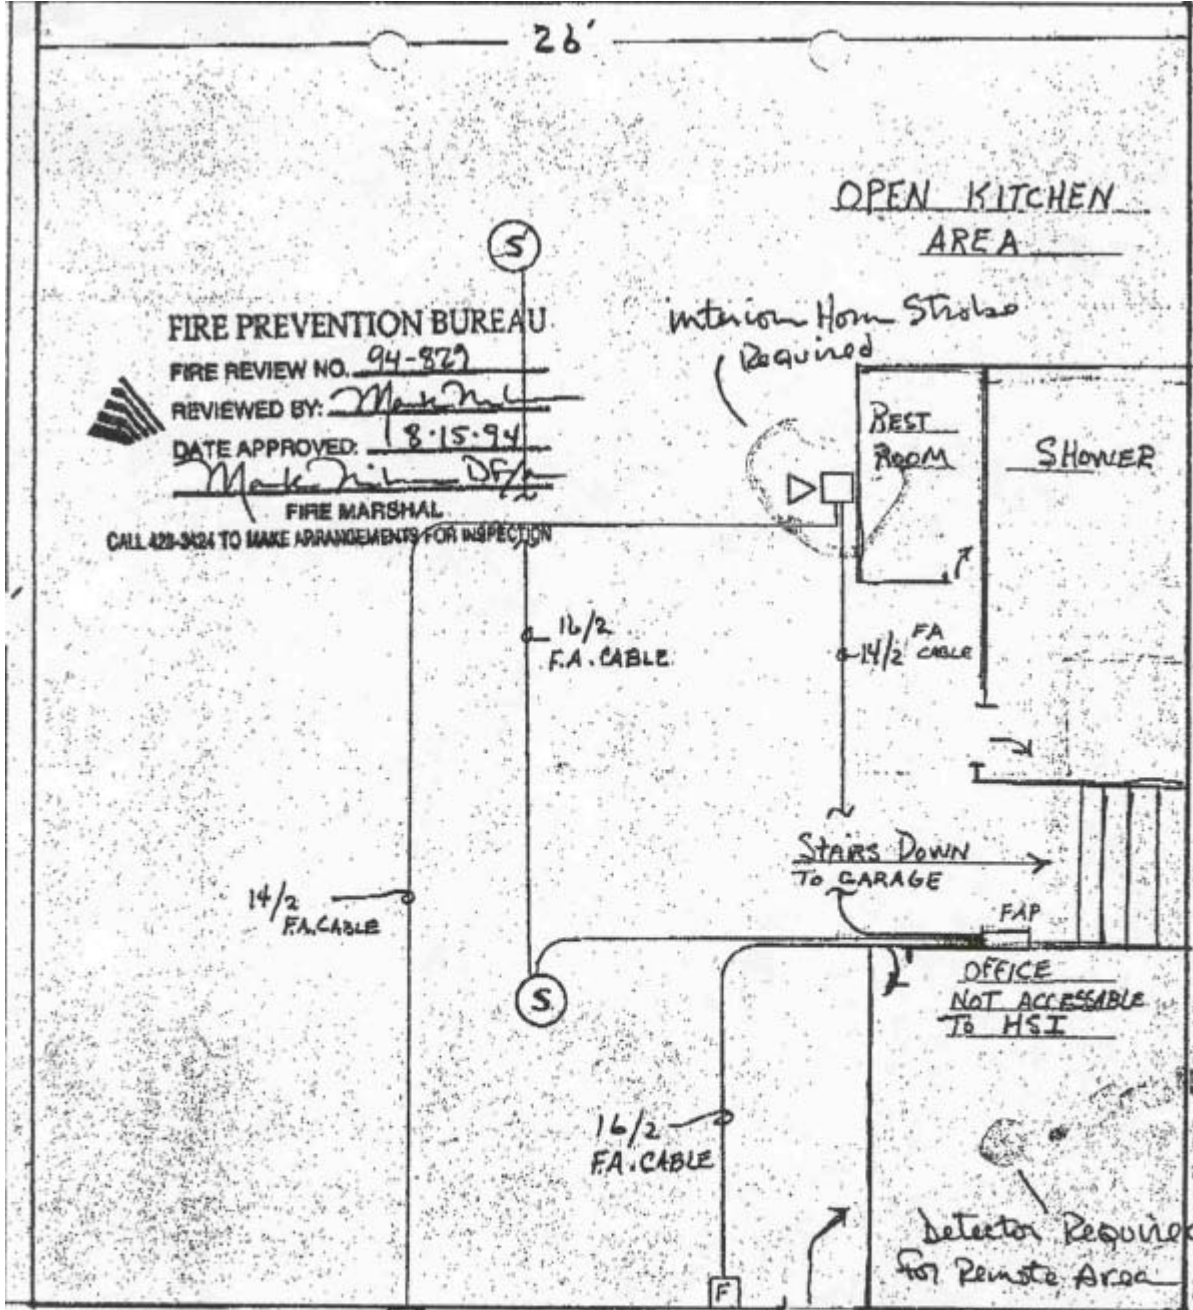 26'
OPEN KITCHEN
AREA
S
interior Horn Strobe
Required
FIRE PREVENTION BUREAU
FIRE REVIEW NO. 94-829
REVIEWED BY:
DATE APPROVED: 8-15-94
FIRE MARSHAL
CALL 428-3424 TO MAKE ARRANGEMENTS FOR INSPECTION
REST
ROOM
SHOWER
16/2
F.A. CABLE
14/2 FA
CABLE
STAIRS DOWN
TO GARAGE
14/2
F.A. CABLE
FAP
S
OFFICE
NOT ACCESSABLE
TO HSI
16/2
F.A. CABLE
Detector Required
for Remote Area
F